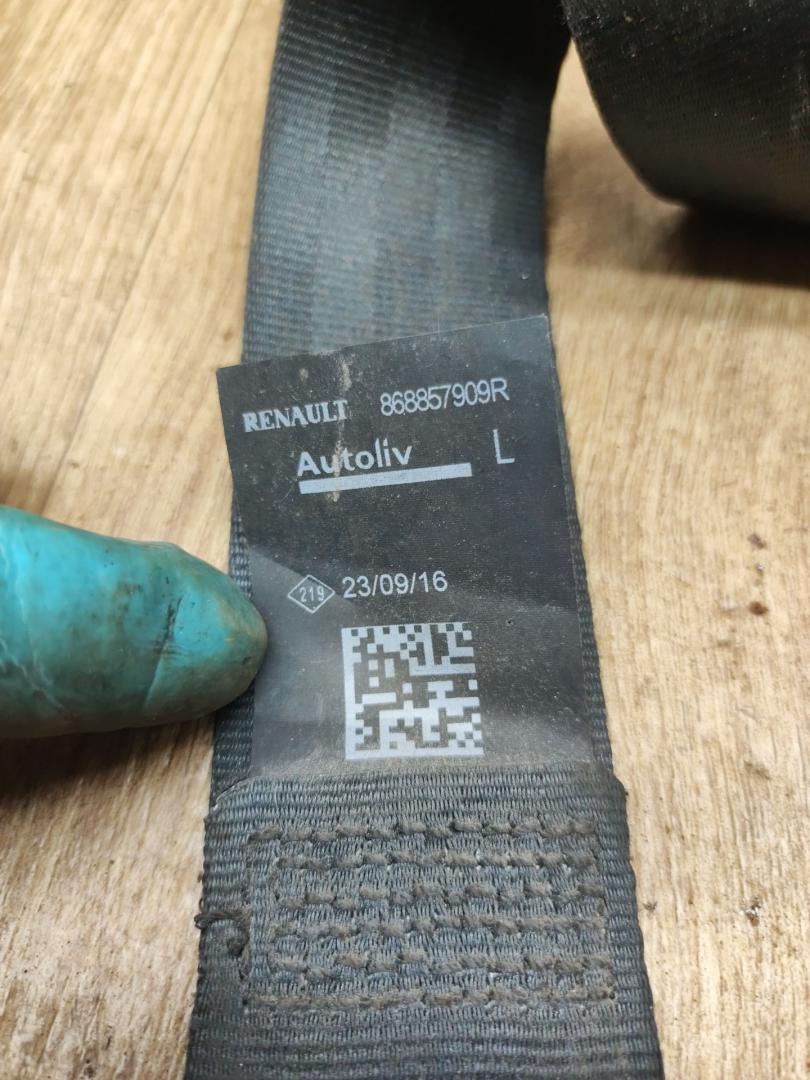 RENAULT 868857909R
Autoliv L
219 23/09/16